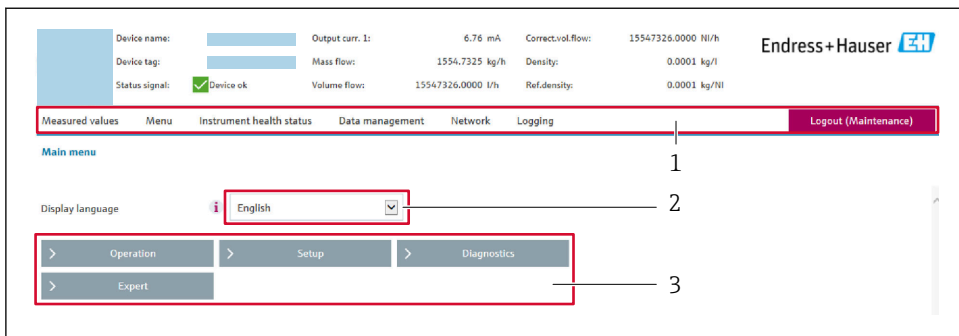 Device name: Output curr. 1: 6.76 mA Correct.vol.flow: 15547326.0000 Nl/h
Device tag: Mass flow: 1554.7325 kg/h Density: 0.0001 kg/l
Status signal: Device ok Volume flow: 15547326.0000 l/h Ref.density: 0.0001 kg/Nl
Endress+Hauser EH
Measured values Menu Instrument health status Data management Network Logging Logout (Maintenance)
1
Main menu
Display language i English 2
> Operation > Setup > Diagnostics
> Expert 3